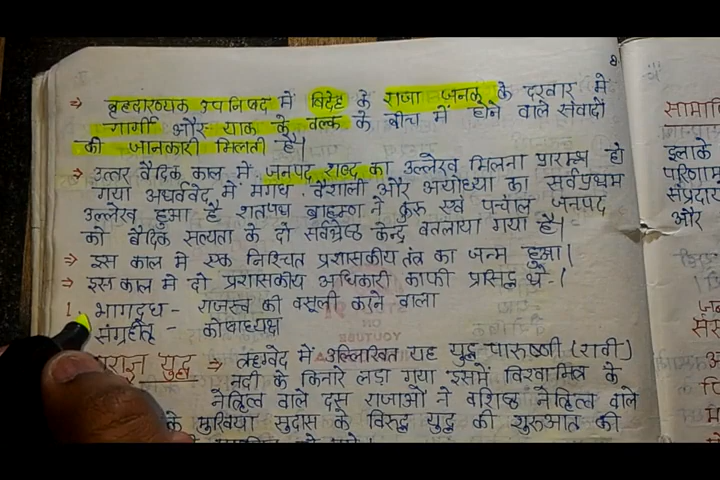 ⇒ बृहदारण्यक उपनिषद में विदेह के राजा जनक के दरबार में
गार्गी और याक के वल्क के बीच में होने वाले संवादों
की जानकारी मिलती है।
⇒ उत्तर वैदिक काल में जनपद शब्द का उल्लेख मिलना प्रारम्भ हो
गया अथर्ववेद में मगध, वैशाली और अयोध्या का सर्वप्रथम
उल्लेख हुआ है शतपथ ब्राह्मण ने कुरु एवं पंचाल जनपद
को वैदिक सभ्यता के दो सर्वश्रेष्ठ केन्द्र बतलाया गया है।
⇒ इस काल में एक निश्चित प्रशासकीय तंत्र का जन्म हुआ।
⇒ इस काल में दो प्रशासकीय अधिकारी काफी प्रसिद्ध थे -।
1. भागदुध - राजस्व की वसूली करने वाला
संग्रहीतृ - कोषाध्यक्ष
युद्ध ⇒ ऋग्वेद में उल्लिखित यह युद्ध पारुष्णी (रावी)
नदी के किनारे लड़ा गया इसमें विश्वामित्र के
नेत्रित्व वाले दस राजाओं ने वशिष्ठ नेत्रित्व वाले
के मुखिया सुदास के विरुद्ध युद्ध की शुरुआत की
इलाके
और